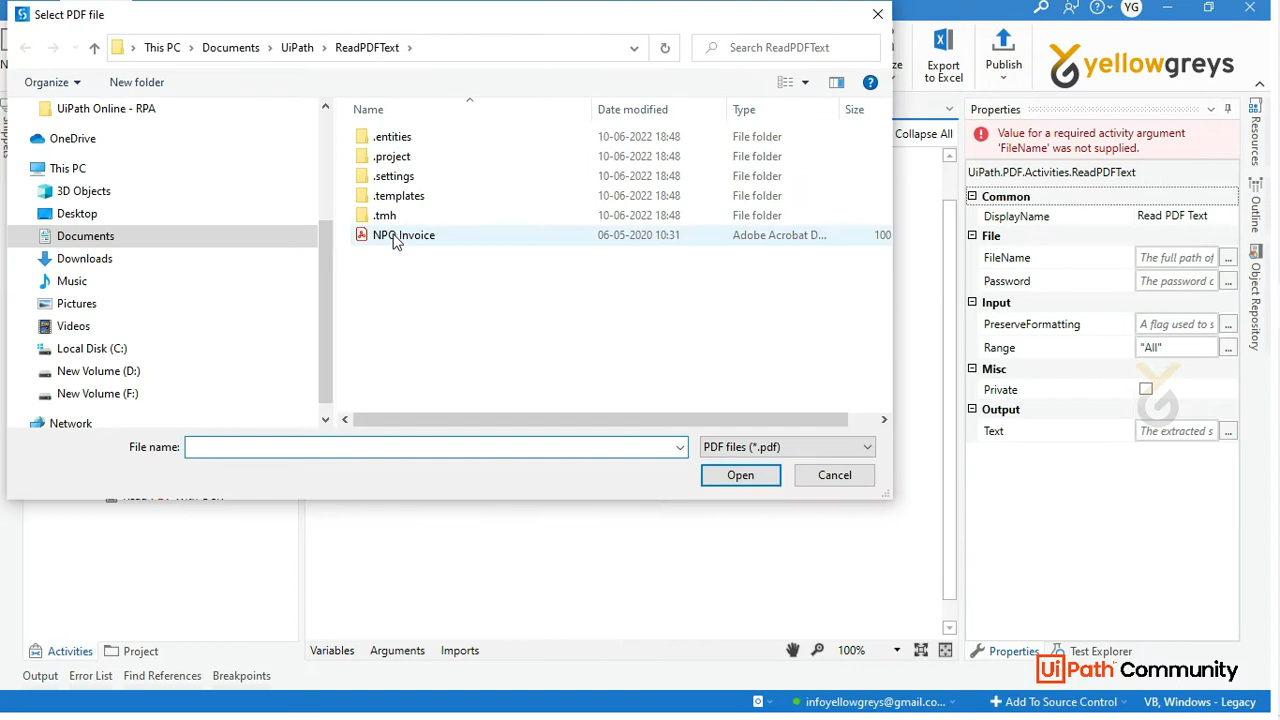 Select PDF file
YG
This PC
Documents
UiPath
ReadPDFText
Search ReadPDFText
Export to Excel
Publish
yellowgreys
Organize
New folder
UiPath Online - RPA
OneDrive
This PC
3D Objects
Desktop
Documents
Downloads
Music
Pictures
Videos
Local Disk (C:)
New Volume (D:)
New Volume (F:)
Network
Name Date modified Type Size
.entities 10-06-2022 18:48 File folder
.project 10-06-2022 18:48 File folder
.settings 10-06-2022 18:48 File folder
.templates 10-06-2022 18:48 File folder
.tmh 10-06-2022 18:48 File folder
NPO Invoice 06-05-2020 10:31 Adobe Acrobat D... 100
File name:
PDF files (*.pdf)
Open
Cancel
Collapse All
Properties
Value for a required activity argument
'FileName' was not supplied.
UiPath.PDF.Activities.ReadPDFText
Common
DisplayName Read PDF Text
File
FileName The full path of ...
Password The password c ...
Input
PreserveFormatting A flag used to s ...
Range "All" ...
Misc
Private
Output
Text The extracted s ...
Resources
Outline
Object Repository
Activities
Project
Variables
Arguments
Imports
100%
Properties
Test Explorer
Output
Error List
Find References
Breakpoints
UiPath Community
infoyellowgreys@gmail.co...
Add To Source Control
VB, Windows - Legacy